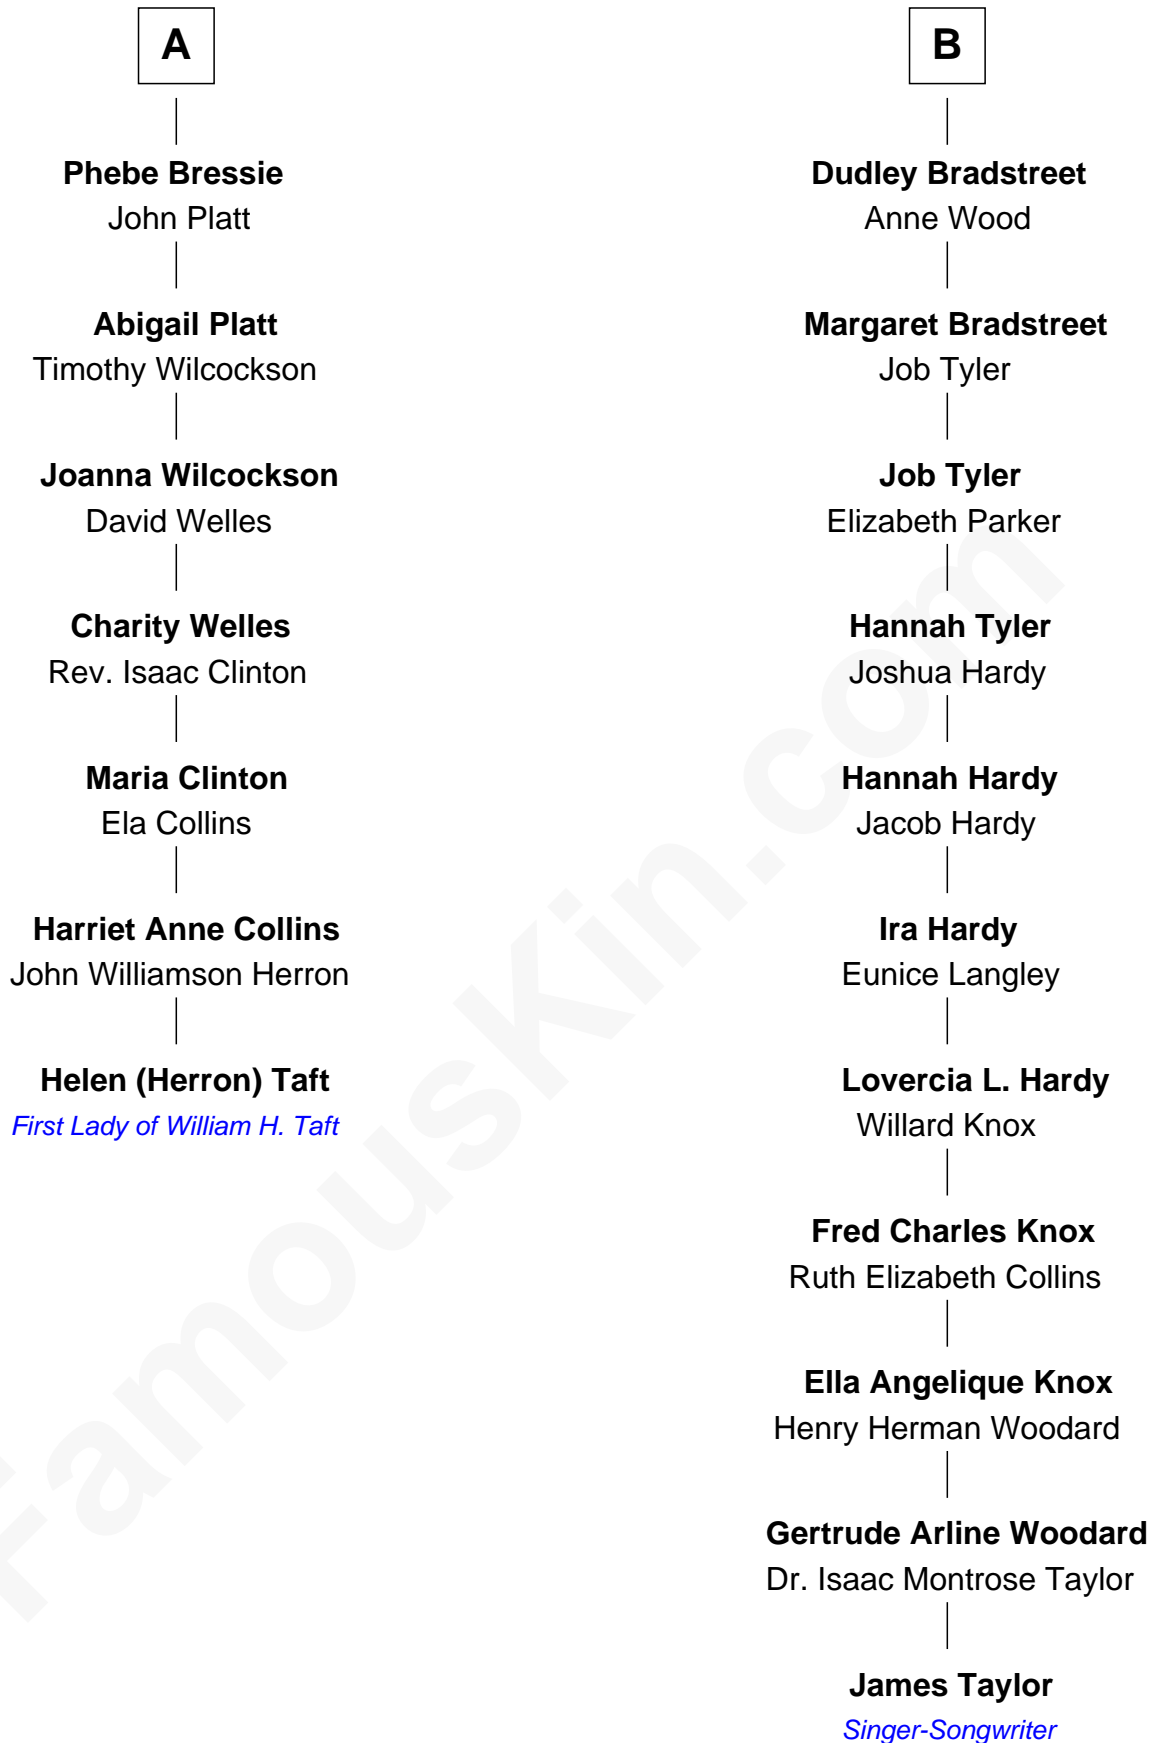 A
Phebe Bressie
John Platt
Abigail Platt
Timothy Wilcockson
Joanna Wilcockson
David Welles
Charity Welles
Rev. Isaac Clinton
Maria Clinton
Ela Collins
Harriet Anne Collins
John Williamson Herron
Helen (Herron) Taft
First Lady of William H. Taft
B
Dudley Bradstreet
Anne Wood
Margaret Bradstreet
Job Tyler
Job Tyler
Elizabeth Parker
Hannah Tyler
Joshua Hardy
Hannah Hardy
Jacob Hardy
Ira Hardy
Eunice Langley
Lovercia L. Hardy
Willard Knox
Fred Charles Knox
Ruth Elizabeth Collins
Ella Angelique Knox
Henry Herman Woodard
Gertrude Arline Woodard
Dr. Isaac Montrose Taylor
James Taylor
Singer-Songwriter
FamousKin.com